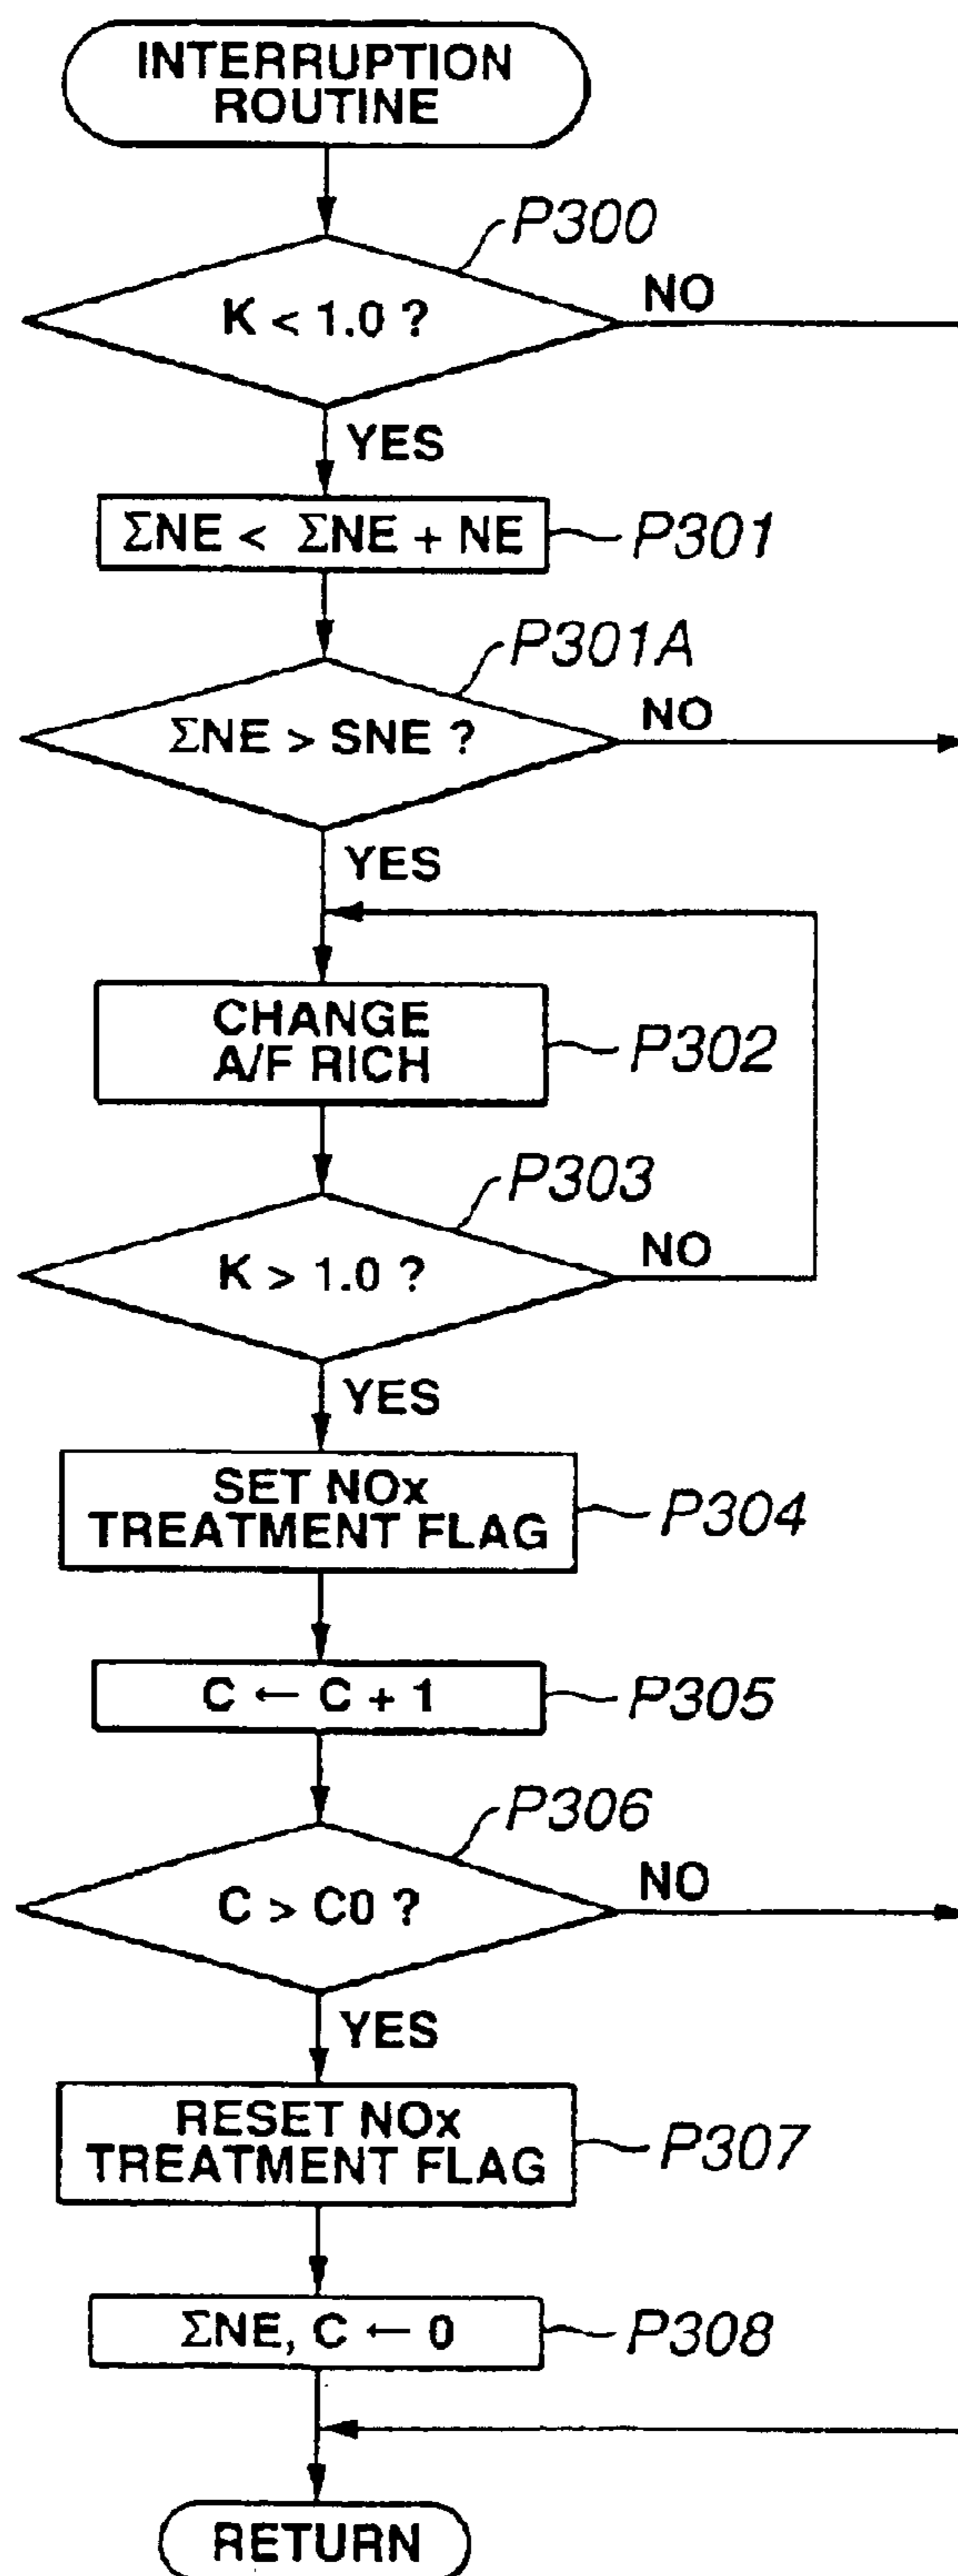 INTERRUPTION
ROUTINE
P300
K < 1.0 ?
NO
YES
ΣNE < ΣNE + NE
P301
P301A
ΣNE > SNE ?
NO
YES
CHANGE
A/F RICH
P302
P303
K > 1.0 ?
NO
YES
SET NOx
TREATMENT FLAG
P304
C ← C + 1
P305
P306
C > C0 ?
NO
YES
RESET NOx
TREATMENT FLAG
P307
ΣNE, C ← 0
P308
RETURN